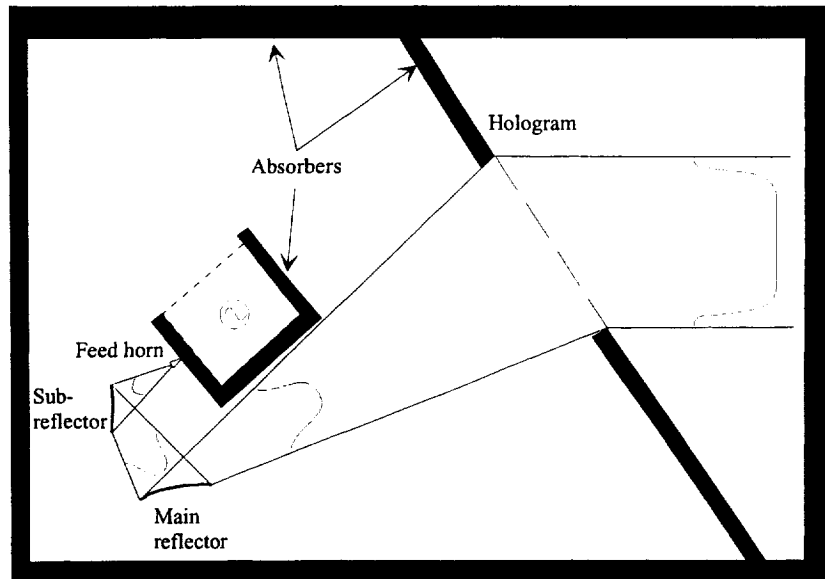 Hologram
Absorbers
Feed horn
Sub-
reflector
Main
reflector